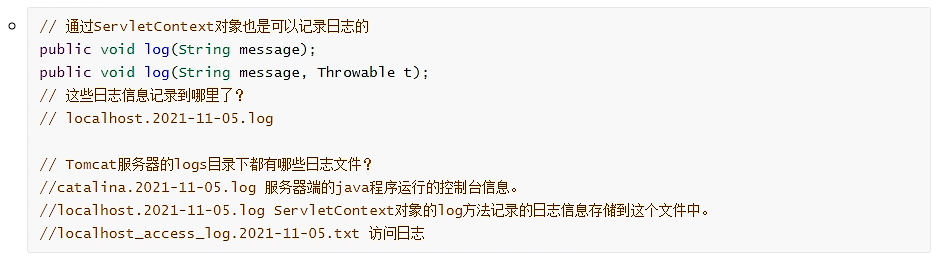 // 通过ServletContext对象也是可以记录日志的
public void log(String message);
public void log(String message, Throwable t);
// 这些日志信息记录到哪里了？
// localhost.2021-11-05.log

// Tomcat服务器的logs目录下都有哪些日志文件？
//catalina.2021-11-05.log 服务器端的java程序运行的控制台信息。
//localhost.2021-11-05.log ServletContext对象的log方法记录的日志信息存储到这个文件中。
//localhost_access_log.2021-11-05.txt 访问日志